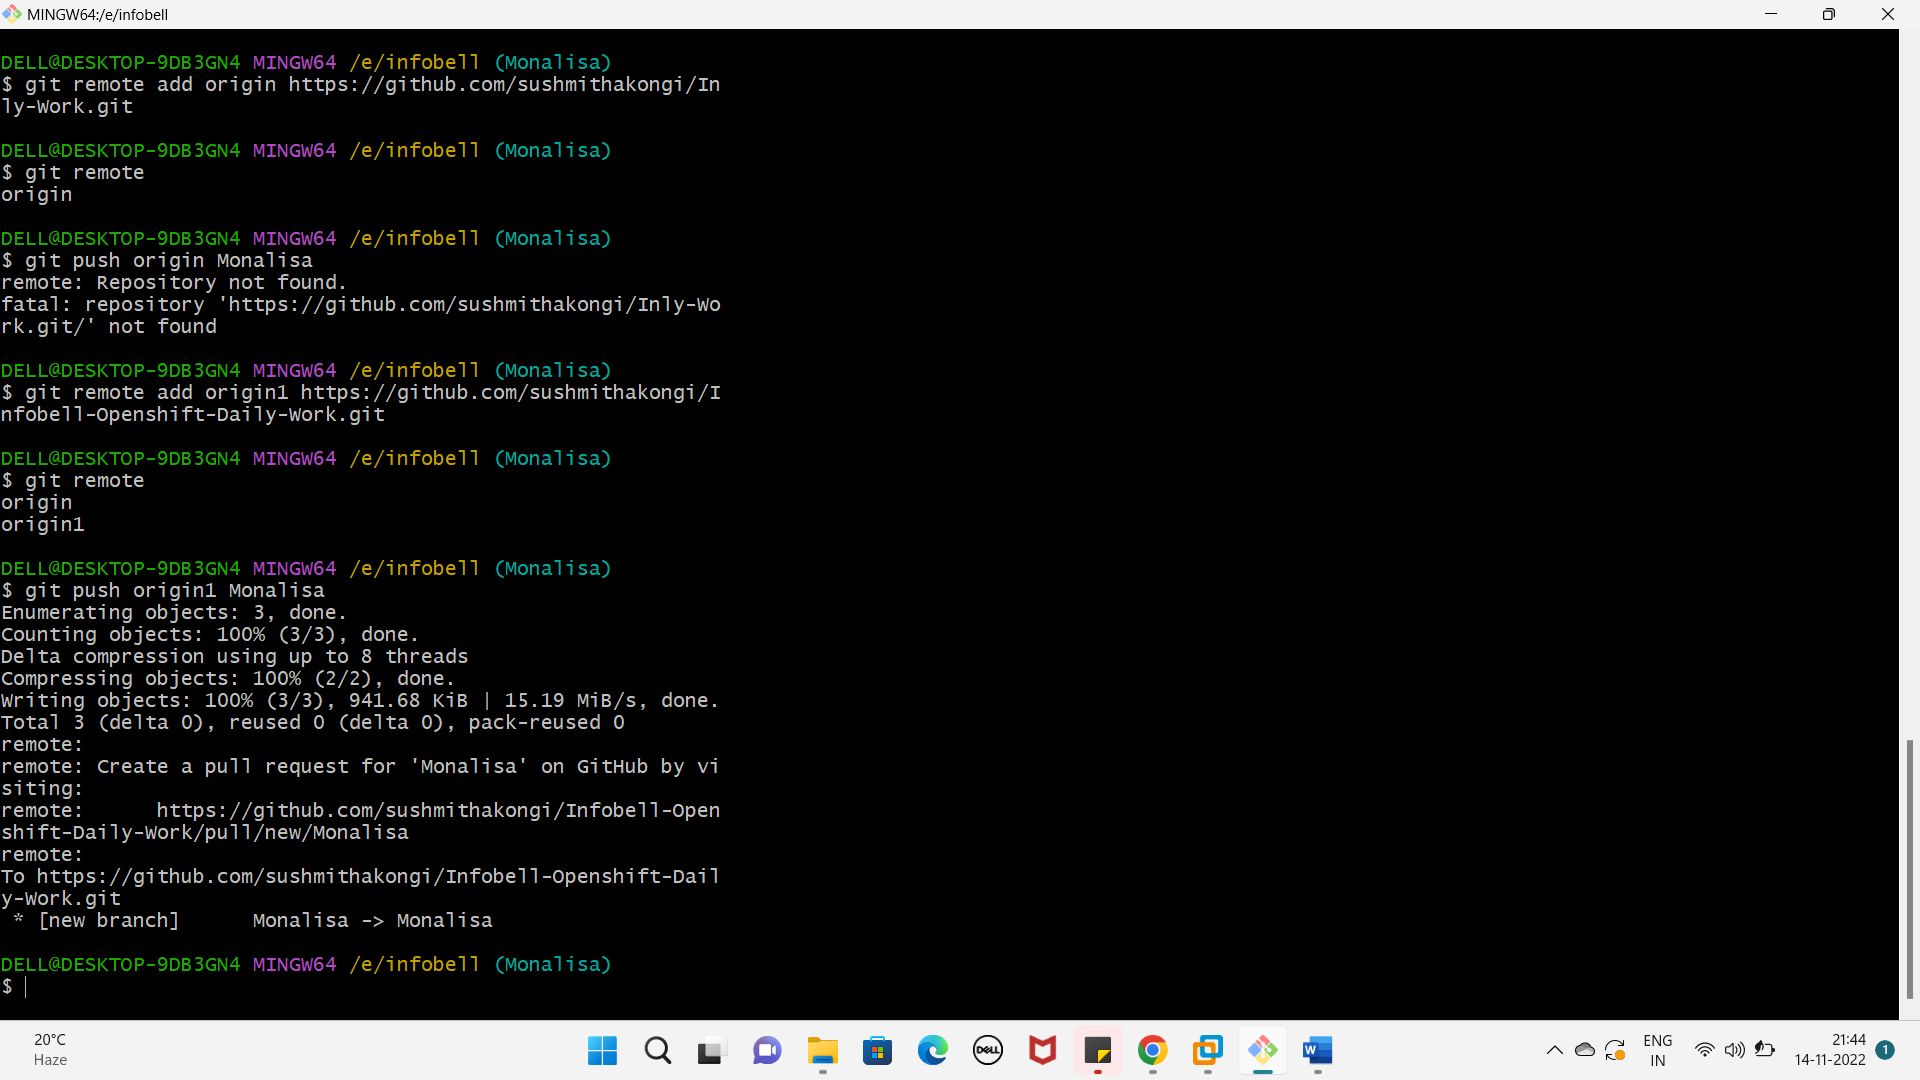 MINGW64:/e/infobell
DELL@DESKTOP-9DB3GN4 MINGW64 /e/infobell (Monalisa)
$ git remote add origin https://github.com/sushmithakongi/In
ly-Work.git
DELL@DESKTOP-9DB3GN4 MINGW64 /e/infobell (Monalisa)
$ git remote
origin
DELL@DESKTOP-9DB3GN4 MINGW64 /e/infobell (Monalisa)
$ git push origin Monalisa
remote: Repository not found.
fatal: repository 'https://github.com/sushmithakongi/Inly-Wo
rk.git/' not found
DELL@DESKTOP-9DB3GN4 MINGW64 /e/infobell (Monalisa)
$ git remote add origin1 https://github.com/sushmithakongi/I
nfobell-Openshift-Daily-Work.git
DELL@DESKTOP-9DB3GN4 MINGW64 /e/infobell (Monalisa)
$ git remote
origin
origin1
DELL@DESKTOP-9DB3GN4 MINGW64 /e/infobell (Monalisa)
$ git push origin1 Monalisa
Enumerating objects: 3, done.
Counting objects: 100% (3/3), done.
Delta compression using up to 8 threads
Compressing objects: 100% (2/2), done.
Writing objects: 100% (3/3), 941.68 KiB | 15.19 MiB/s, done.
Total 3 (delta 0), reused 0 (delta 0), pack-reused 0
remote:
remote: Create a pull request for 'Monalisa' on GitHub by vi
siting:
remote:      https://github.com/sushmithakongi/Infobell-Open
shift-Daily-Work/pull/new/Monalisa
remote:
To https://github.com/sushmithakongi/Infobell-Openshift-Dail
y-Work.git
 * [new branch]      Monalisa -> Monalisa
DELL@DESKTOP-9DB3GN4 MINGW64 /e/infobell (Monalisa)
$
20°C
Haze
DELL
W
ENG
IN
21:44
14-11-2022
1